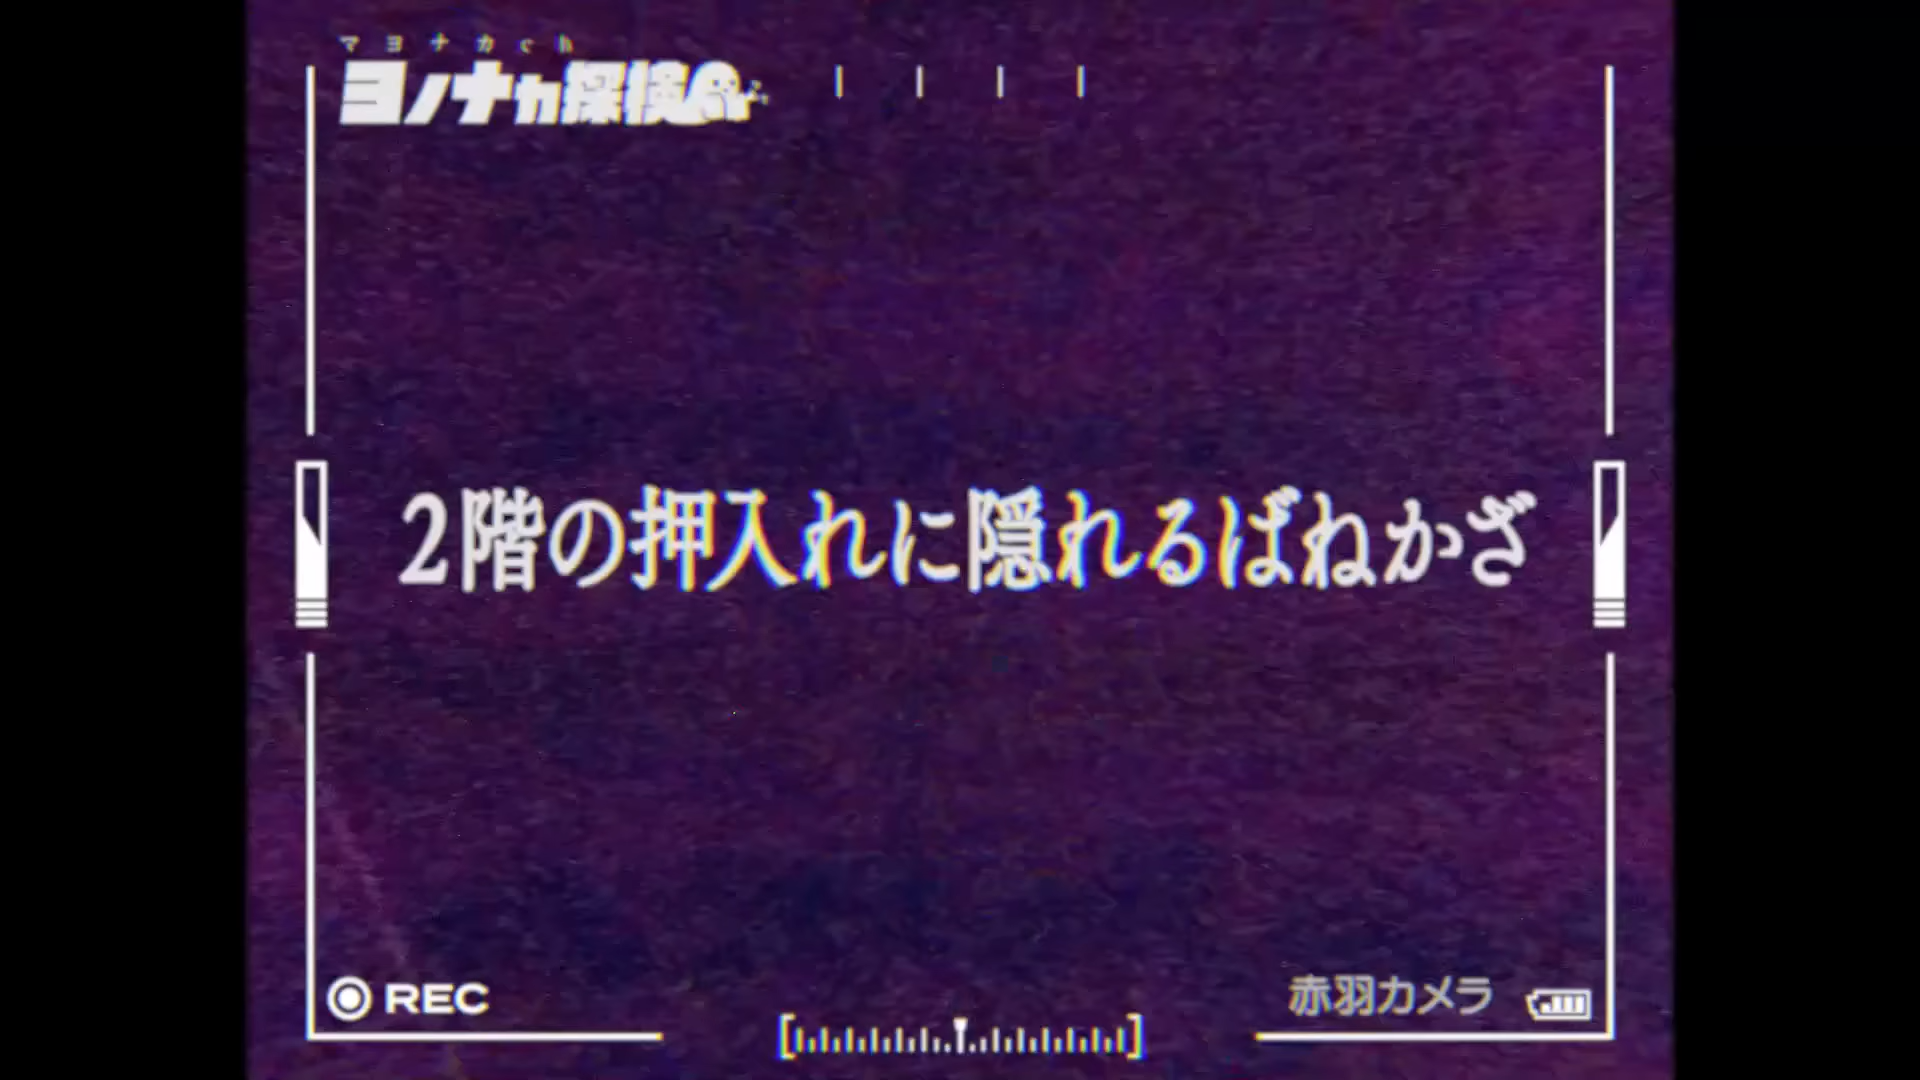 マヨナカch
ヨノナカ探検
2階の押入れに隠れるばねかざ
REC
赤羽カメラ